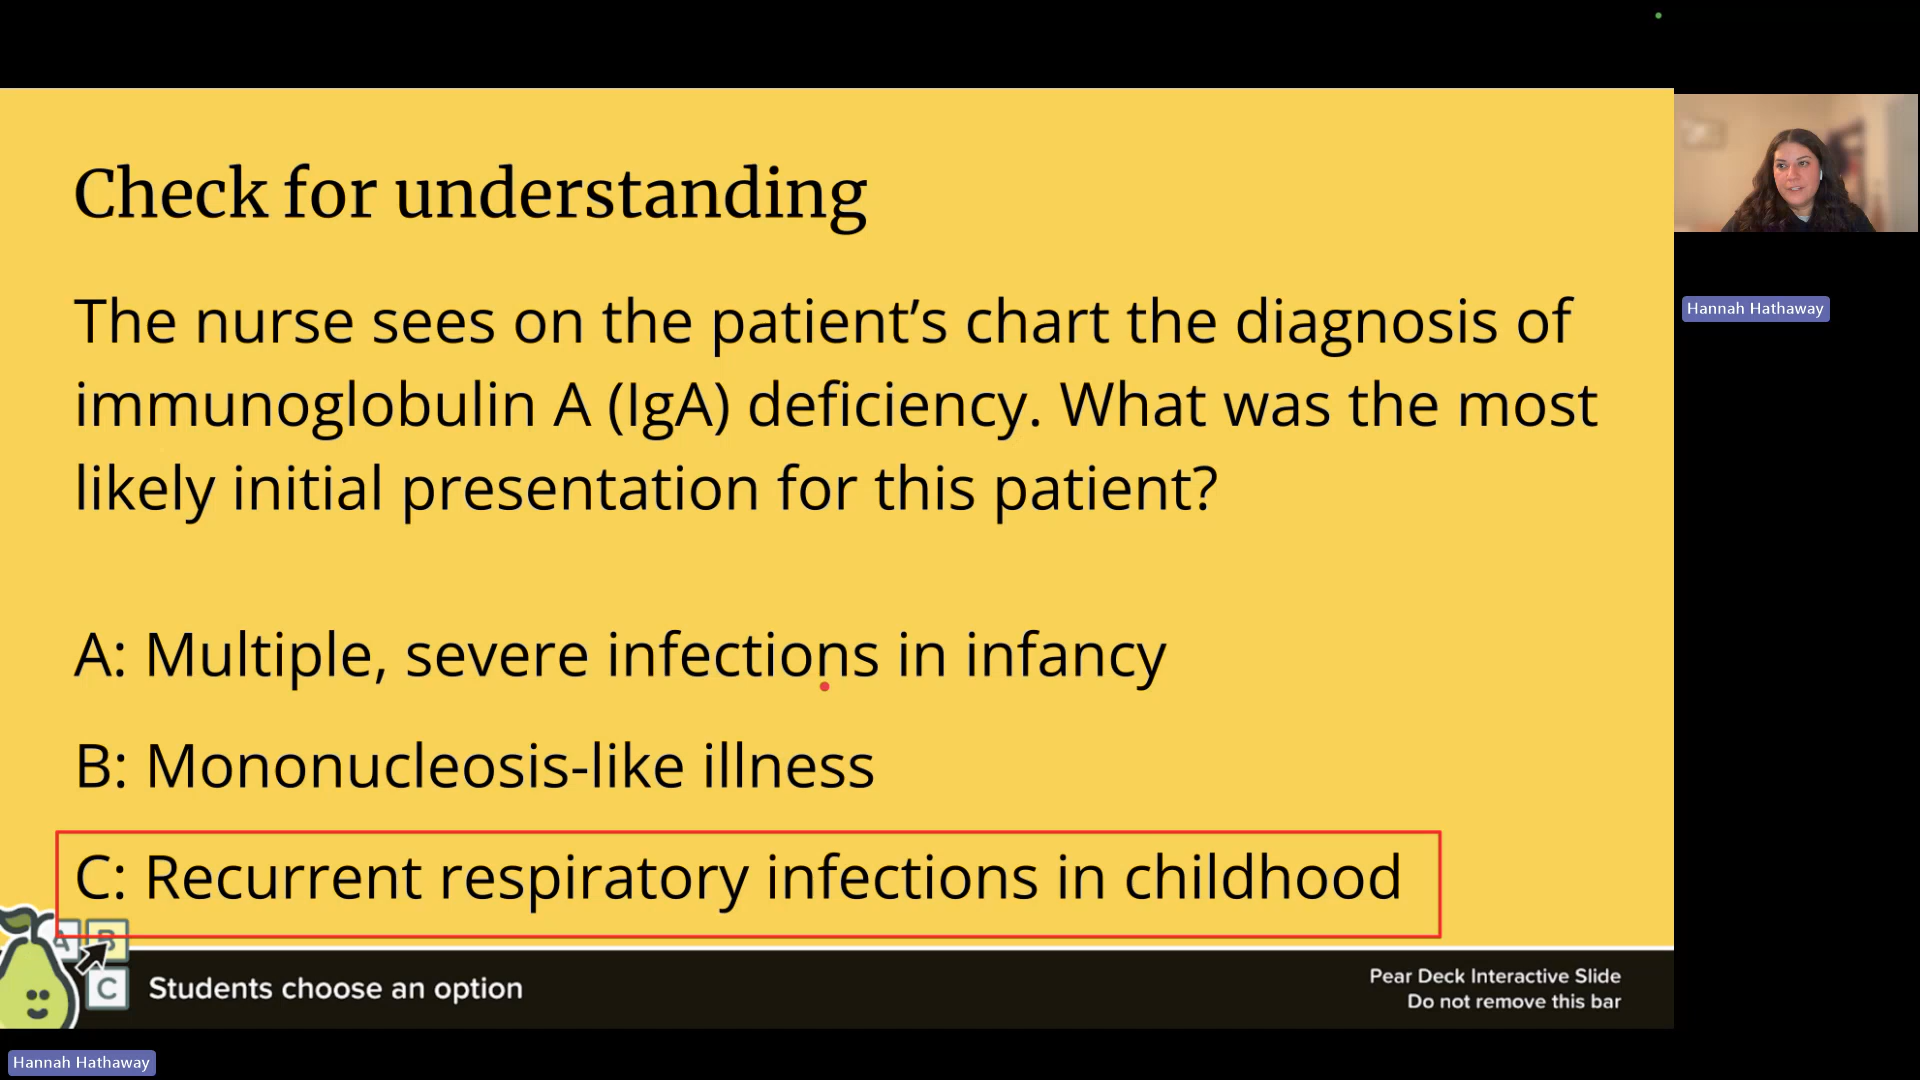 Check for understanding
The nurse sees on the patient’s chart the diagnosis of
immunoglobulin A (IgA) deficiency. What was the most
likely initial presentation for this patient?
A: Multiple, severe infections in infancy
B: Mononucleosis-like illness
C: Recurrent respiratory infections in childhood
A B
C
Students choose an option
Pear Deck Interactive Slide
Do not remove this bar
Hannah Hathaway
Hannah Hathaway